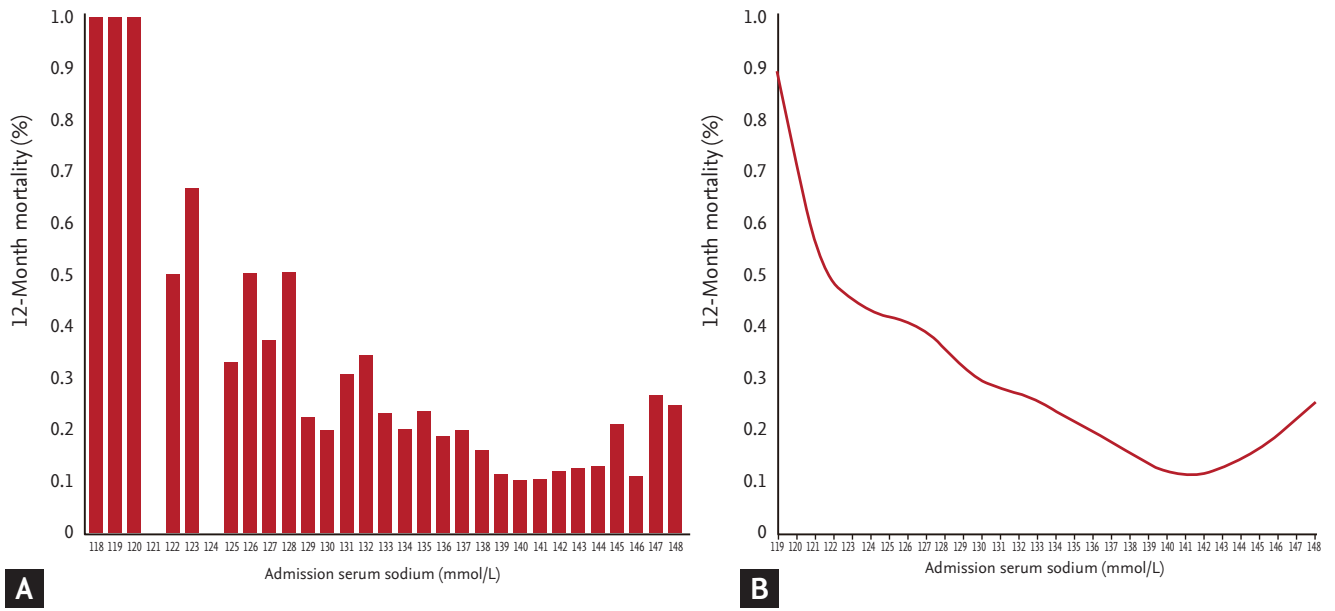 12-Month mortality (%)
1.0
0.9
0.8
0.7
0.6
0.5
0.4
0.3
0.2
0.1
0
118 119 120 121 122 123 124 125 126 127 128 129 130 131 132 133 134 135 136 137 138 139 140 141 142 143 144 145 146 147 148
Admission serum sodium (mmol/L)
A
12-Month mortality (%)
1.0
0.9
0.8
0.7
0.6
0.5
0.4
0.3
0.2
0.1
0
119 120 121 122 123 124 125 126 127 128 129 130 131 132 133 134 135 136 137 138 139 140 141 142 143 144 145 146 147 148
Admission serum sodium (mmol/L)
B